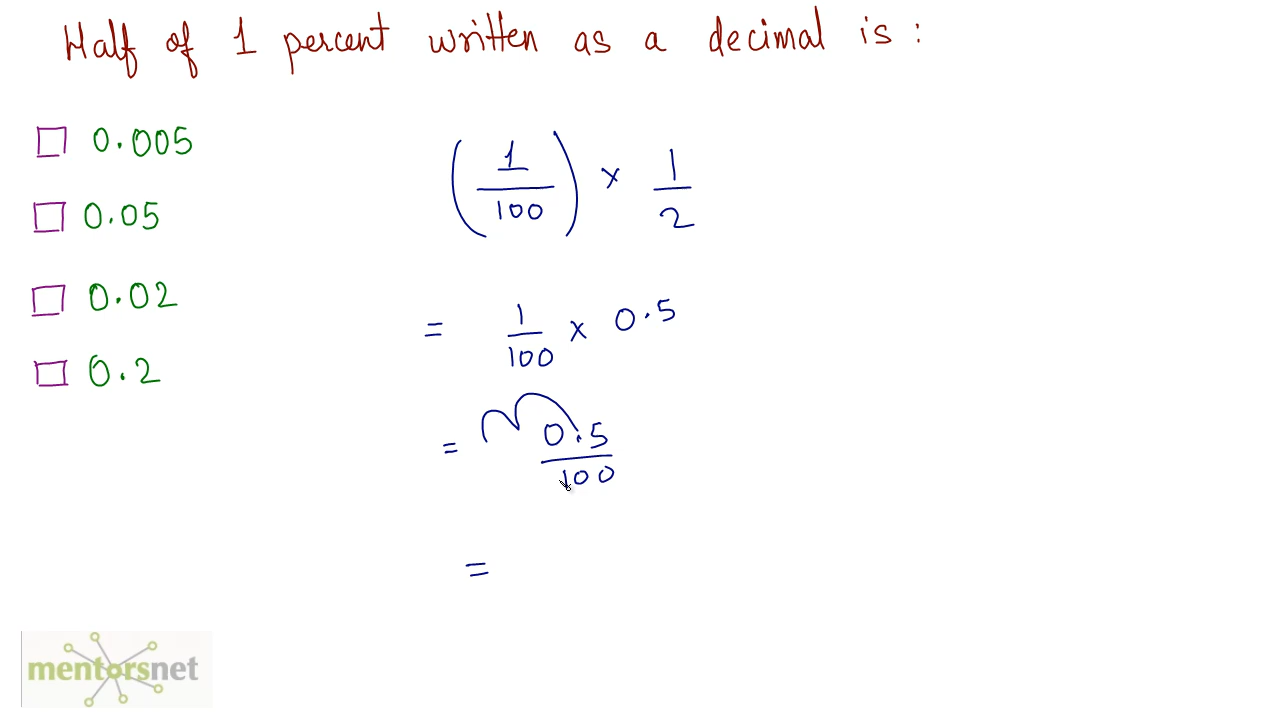 Half of 1 percent written as a decimal is :
0.005
0.05
0.02
0.2
(1/100) × 1/2
= 1/100 × 0.5
= 0.5/100
=
mentorsnet